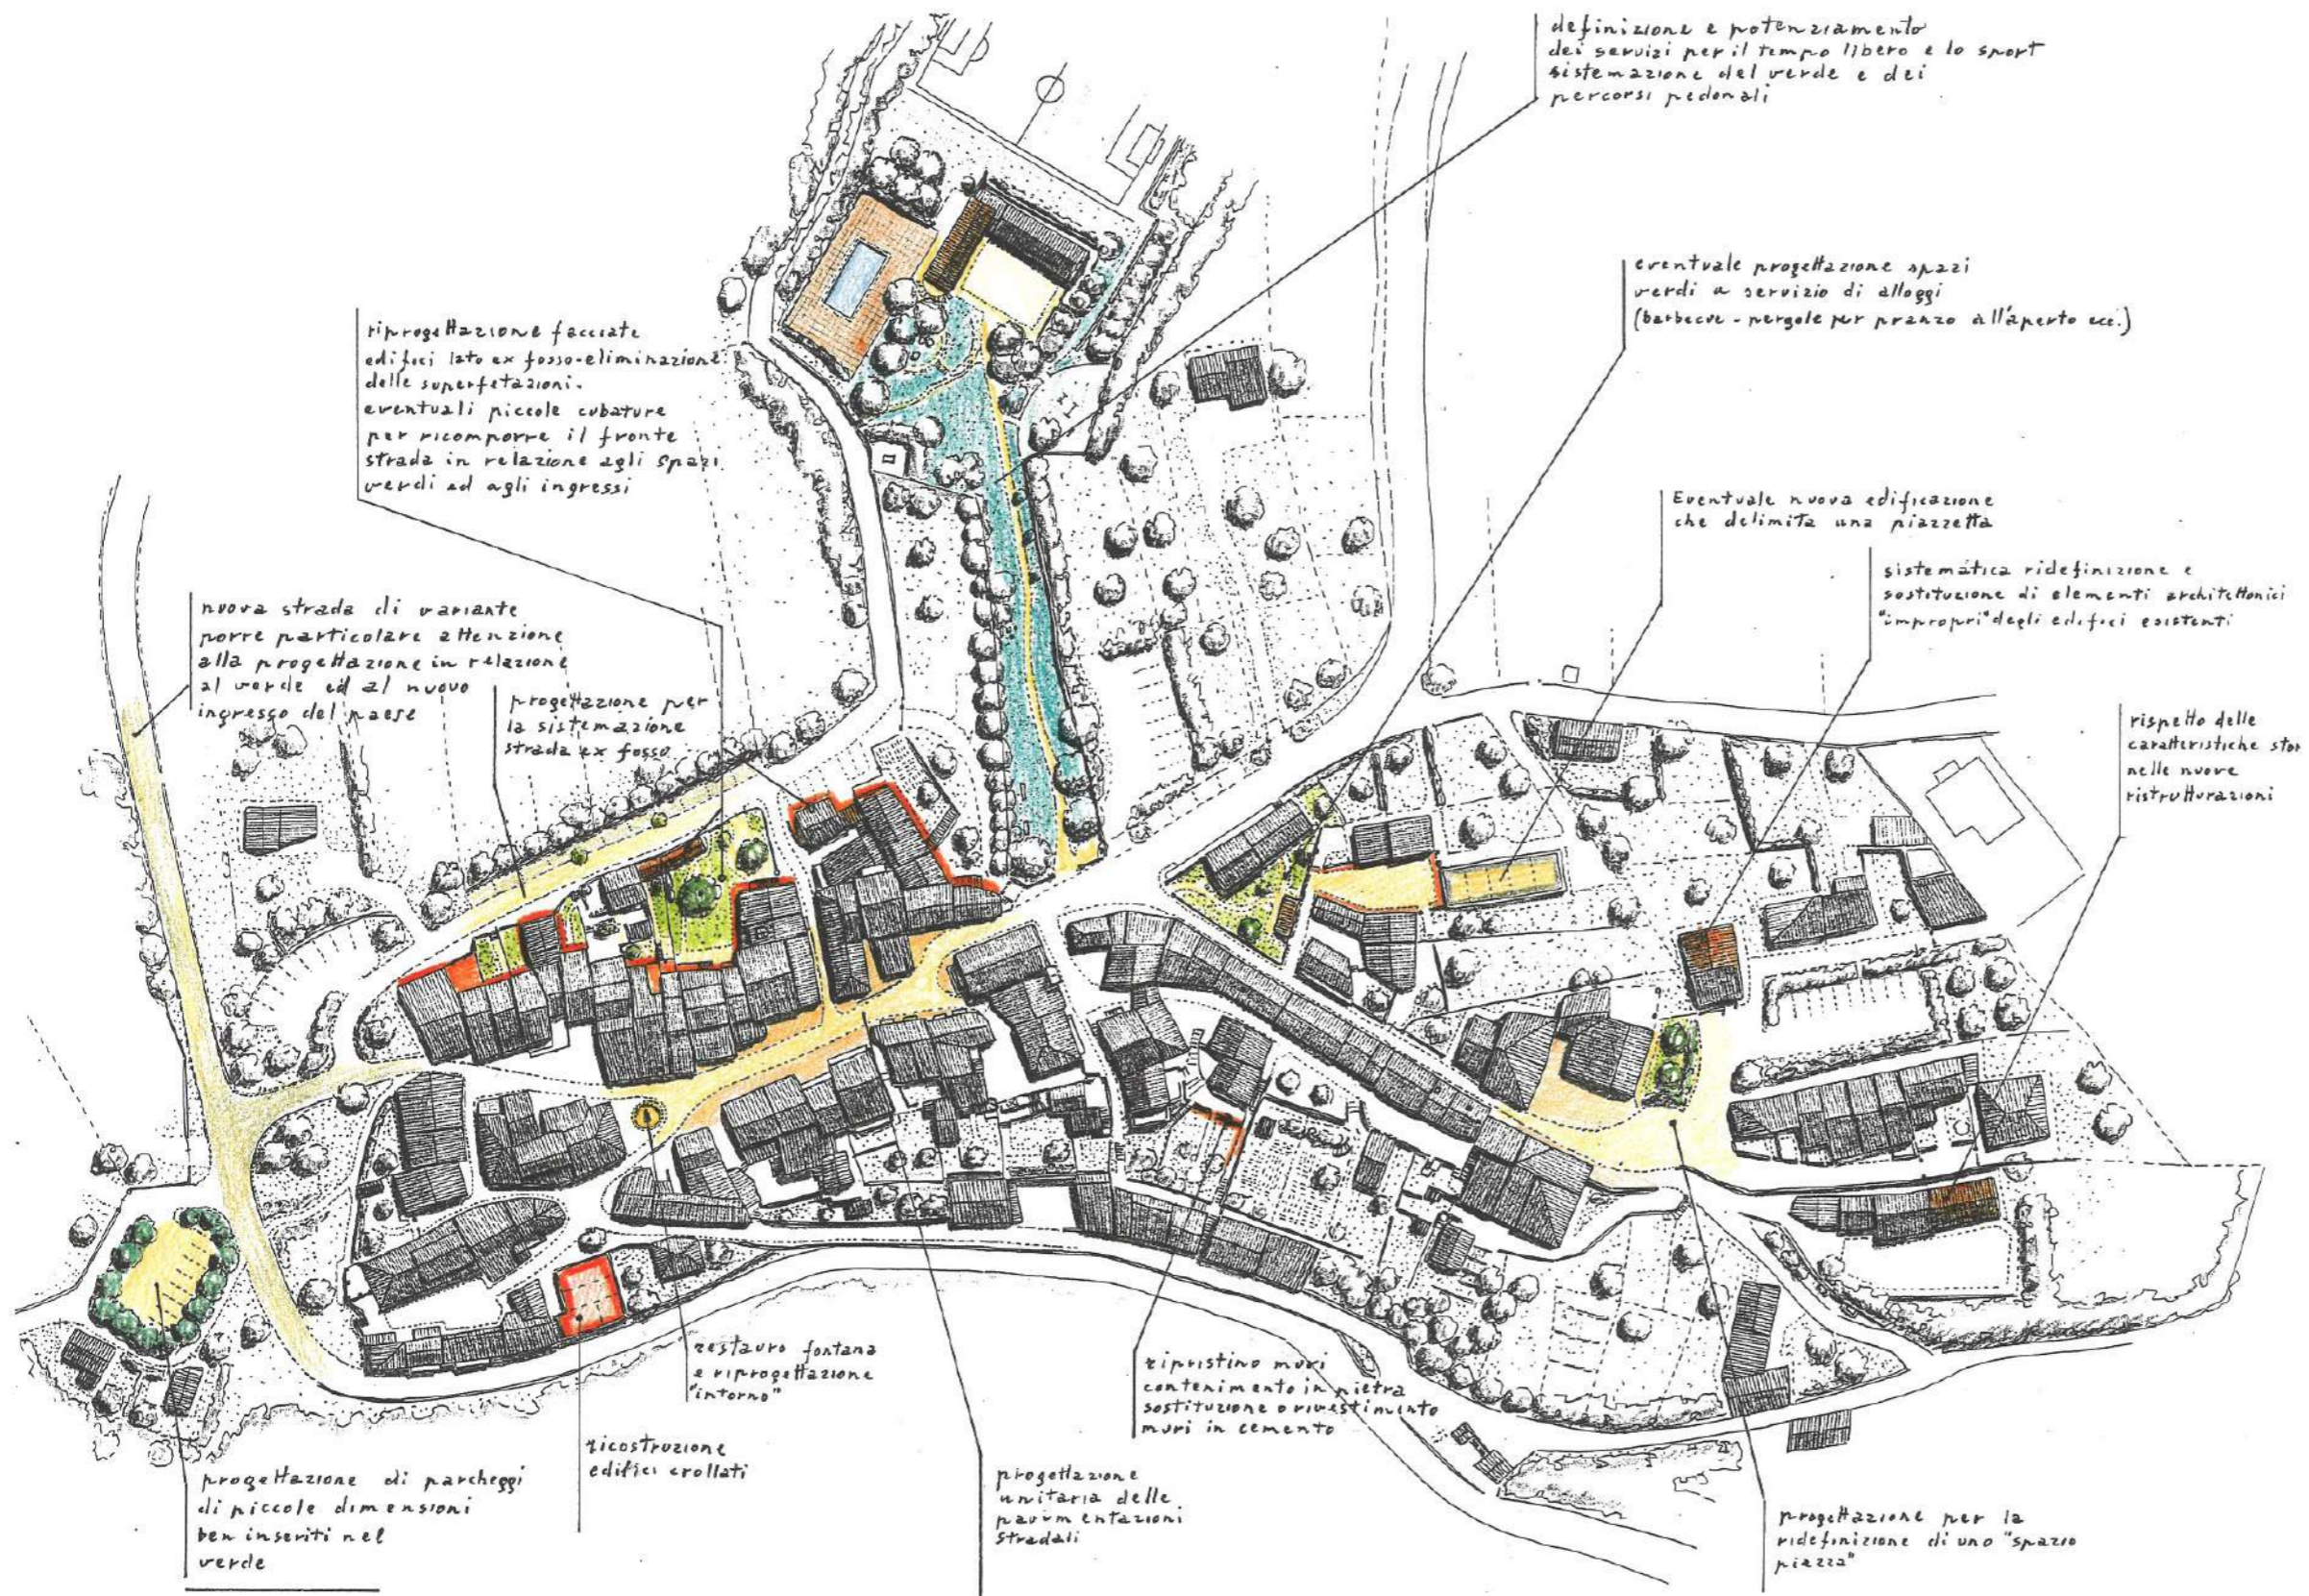 definizione e potenziamento
dei servizi per il tempo libero e lo sport
sistemazione del verde e dei
percorsi pedonali
eventuale progettazione spazi
verdi a servizio di alloggi
(barbecue - pergole per pranzo all'aperto ecc.)
riprogettazione facciate
edifici lato ex fosso - eliminazione
delle superfetazioni.
eventuali piccole cubature
per ricomporre il fronte
strada in relazione agli spazi
verdi ed agli ingressi
Eventuale nuova edificazione
che delimita una piazzetta
sistematica ridefinizione e
sostituzione di elementi architettonici
"impropri" degli edifici esistenti
nuova strada di variante
porre particolare attenzione
alla progettazione in relazione
al verde ed al nuovo
ingresso del paese
progettazione per
la sistemazione
strada ex fosso
rispetto delle
caratteristiche stor
nelle nuove
ristrutturazioni
restauro fontana
e riprogettazione
"intorno"
ripristino muri
contenimento in pietra
sostituzione o rivestimento
muri in cemento
ricostruzione
edifici crollati
progettazione di parcheggi
di piccole dimensioni
ben inseriti nel
verde
progettazione
unitaria delle
pavimentazioni
stradali
progettazione per la
ridefinizione di uno "spazio
piazza"